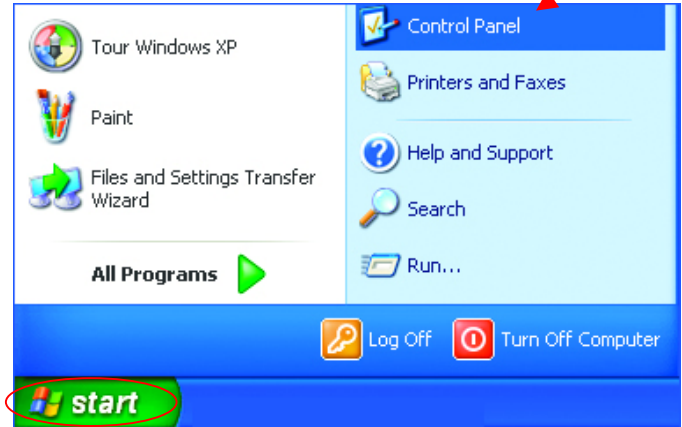 Tour Windows XP
Paint
Files and Settings Transfer
Wizard
All Programs
Control Panel
Printers and Faxes
Help and Support
Search
Run...
Log Off
Turn Off Computer
start